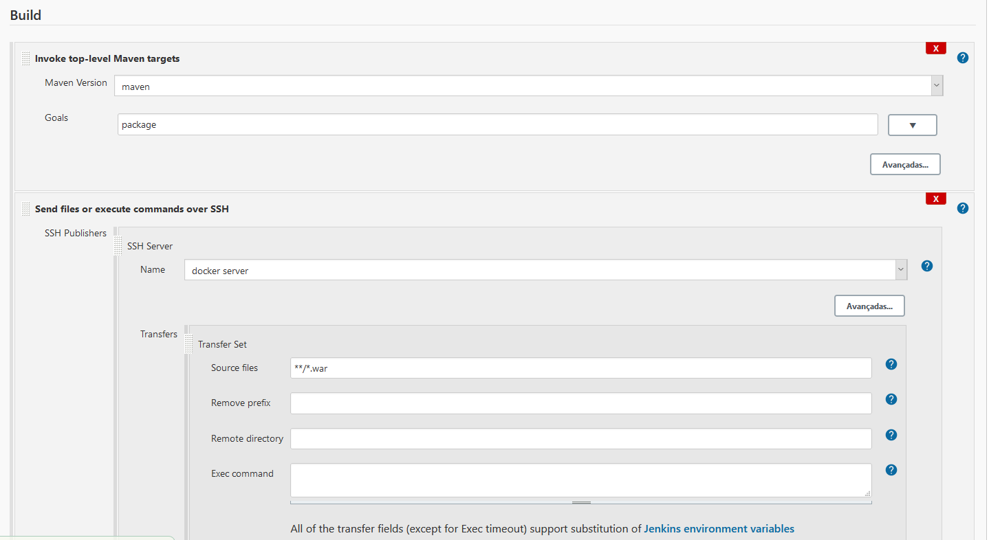 Build
Invoke top-level Maven targets
X
?
Maven Version
maven
Goals
package
▼
Avançadas...
Send files or execute commands over SSH
X
?
SSH Publishers
SSH Server
Name
docker server
?
Avançadas...
Transfers
Transfer Set
Source files
**/*.war
?
Remove prefix
?
Remote directory
?
Exec command
?
All of the transfer fields (except for Exec timeout) support substitution of Jenkins environment variables